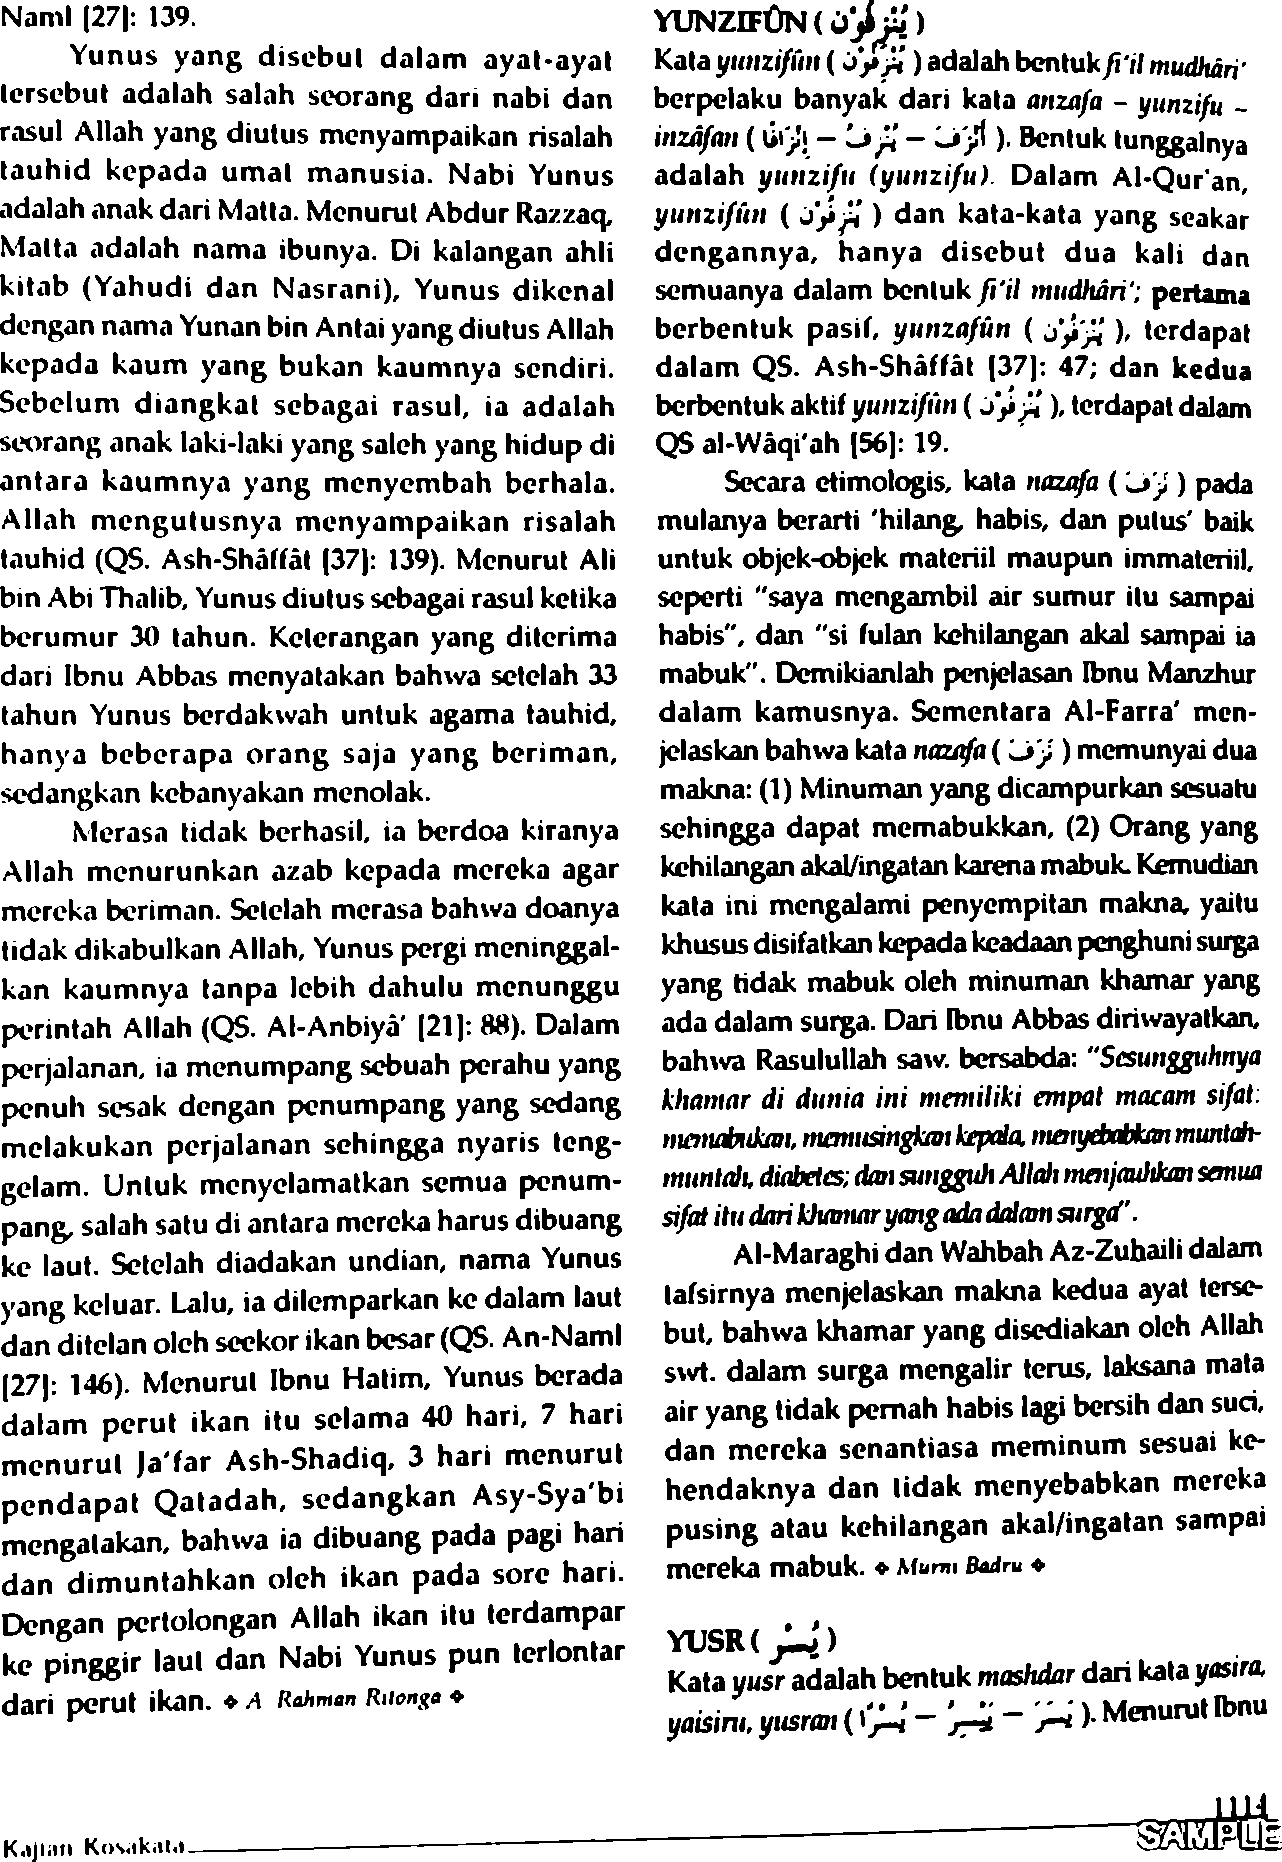 Naml [27]: 139.
Yunus yang disebut dalam ayat-ayat
tersebut adalah salah seorang dari nabi dan
rasul Allah yang diutus menyampaikan risalah
tauhid kepada umat manusia. Nabi Yunus
adalah anak dari Matta. Menurut Abdur Razzaq,
Matta adalah nama ibunya. Di kalangan ahli
kitab (Yahudi dan Nasrani), Yunus dikenal
dengan nama Yunan bin Antai yang diutus Allah
kepada kaum yang bukan kaumnya sendiri.
Sebelum diangkat sebagai rasul, ia adalah
seorang anak laki-laki yang saleh yang hidup di
antara kaumnya yang menyembah berhala.
Allah mengutusnya menyampaikan risalah
tauhid (QS. Ash-Shâffât [37]: 139). Menurut Ali
bin Abi Thalib, Yunus diutus sebagai rasul ketika
berumur 30 tahun. Keterangan yang diterima
dari Ibnu Abbas menyatakan bahwa setelah 33
tahun Yunus berdakwah untuk agama tauhid,
hanya beberapa orang saja yang beriman,
sedangkan kebanyakan menolak.
Merasa tidak berhasil, ia berdoa kiranya
Allah menurunkan azab kepada mereka agar
mereka beriman. Setelah merasa bahwa doanya
tidak dikabulkan Allah, Yunus pergi meninggal-
kan kaumnya tanpa lebih dahulu menunggu
perintah Allah (QS. Al-Anbiyâ' [21]: 88). Dalam
perjalanan, ia menumpang sebuah perahu yang
penuh sesak dengan penumpang yang sedang
melakukan perjalanan sehingga nyaris teng-
gelam. Untuk menyelamatkan semua penum-
pang, salah satu di antara mereka harus dibuang
ke laut. Setelah diadakan undian, nama Yunus
yang keluar. Lalu, ia dilemparkan ke dalam laut
dan ditelan oleh seekor ikan besar (QS. An-Naml
[27]: 146). Menurut Ibnu Hatim, Yunus berada
dalam perut ikan itu selama 40 hari, 7 hari
menurut Ja'far Ash-Shadiq, 3 hari menurut
pendapat Qatadah, sedangkan Asy-Sya'bi
mengatakan, bahwa ia dibuang pada pagi hari
dan dimuntahkan oleh ikan pada sore hari.
Dengan pertolongan Allah ikan itu terdampar
ke pinggir laut dan Nabi Yunus pun terlontar
dari perut ikan. ❖ A Rahman Ritonga ❖
YUNZIFÛN ( يُنْزِفُوْنَ )
Kata yunzifûn ( يُنْزِفُوْنَ ) adalah bentuk fi'il mudhâri'
berpelaku banyak dari kata anzafa – yunzifu –
inzâfan ( أَنْزَفَ – يُنْزِفُ – إِنْزَافًا ). Bentuk tunggalnya
adalah yunzifu (yunzifu). Dalam Al-Qur'an,
yunzifûn ( يُنْزِفُوْنَ ) dan kata-kata yang seakar
dengannya, hanya disebut dua kali dan
semuanya dalam bentuk fi'il mudhâri'; pertama
berbentuk pasif, yunzafûn ( يُنْزَفُوْنَ ), terdapat
dalam QS. Ash-Shâffât [37]: 47; dan kedua
berbentuk aktif yunzifûn ( يُنْزِفُوْنَ ), terdapat dalam
QS al-Wâqi'ah [56]: 19.
Secara etimologis, kata nazafa ( نَزَفَ ) pada
mulanya berarti 'hilang, habis, dan putus' baik
untuk objek-objek materiil maupun immateriil,
seperti "saya mengambil air sumur itu sampai
habis", dan "si fulan kehilangan akal sampai ia
mabuk". Demikianlah penjelasan Ibnu Manzhur
dalam kamusnya. Sementara Al-Farra' men-
jelaskan bahwa kata nazafa ( نَزَفَ ) memunyai dua
makna: (1) Minuman yang dicampurkan sesuatu
sehingga dapat memabukkan, (2) Orang yang
kehilangan akal/ingatan karena mabuk. Kemudian
kata ini mengalami penyempitan makna, yaitu
khusus disifatkan kepada keadaan penghuni surga
yang tidak mabuk oleh minuman khamar yang
ada dalam surga. Dari Ibnu Abbas diriwayatkan,
bahwa Rasulullah saw. bersabda: "Sesungguhnya
khamar di dunia ini memiliki empat macam sifat:
memabukan, memusingkan kepala, menyebabkan muntah-
muntah, diabetes; dan sungguh Allah menjauhkan semua
sifat itu dari khamar yang ada dalam surga".
Al-Maraghi dan Wahbah Az-Zuhaili dalam
tafsirnya menjelaskan makna kedua ayat terse-
but, bahwa khamar yang disediakan oleh Allah
swt. dalam surga mengalir terus, laksana mata
air yang tidak pernah habis lagi bersih dan suci,
dan mereka senantiasa meminum sesuai ke-
hendaknya dan tidak menyebabkan mereka
pusing atau kehilangan akal/ingatan sampai
mereka mabuk. ❖ Murni Badru ❖
YUSR ( يُسْر )
Kata yusr adalah bentuk mashdar dari kata yasira,
yaisiru, yusran ( يَسَرَ – يَيْسِرُ – يُسْرًا ). Menurut Ibnu
Kajian Kosakata
1114
SAMPLE